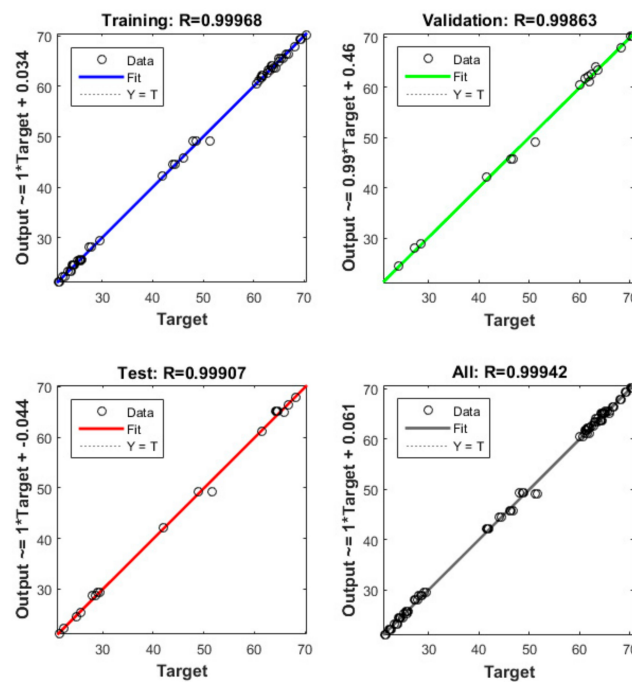 Training: R=0.99968
Output ~= 1*Target + 0.034
70
60
50
40
30
Data
Fit
Y = T
30 40 50 60 70
Target
Validation: R=0.99863
Output ~= 0.99*Target + 0.46
70
60
50
40
30
Data
Fit
Y = T
30 40 50 60 70
Target
Test: R=0.99907
Output ~= 1*Target + -0.044
70
60
50
40
30
Data
Fit
Y = T
30 40 50 60 70
Target
All: R=0.99942
Output ~= 1*Target + 0.061
70
60
50
40
30
Data
Fit
Y = T
30 40 50 60 70
Target